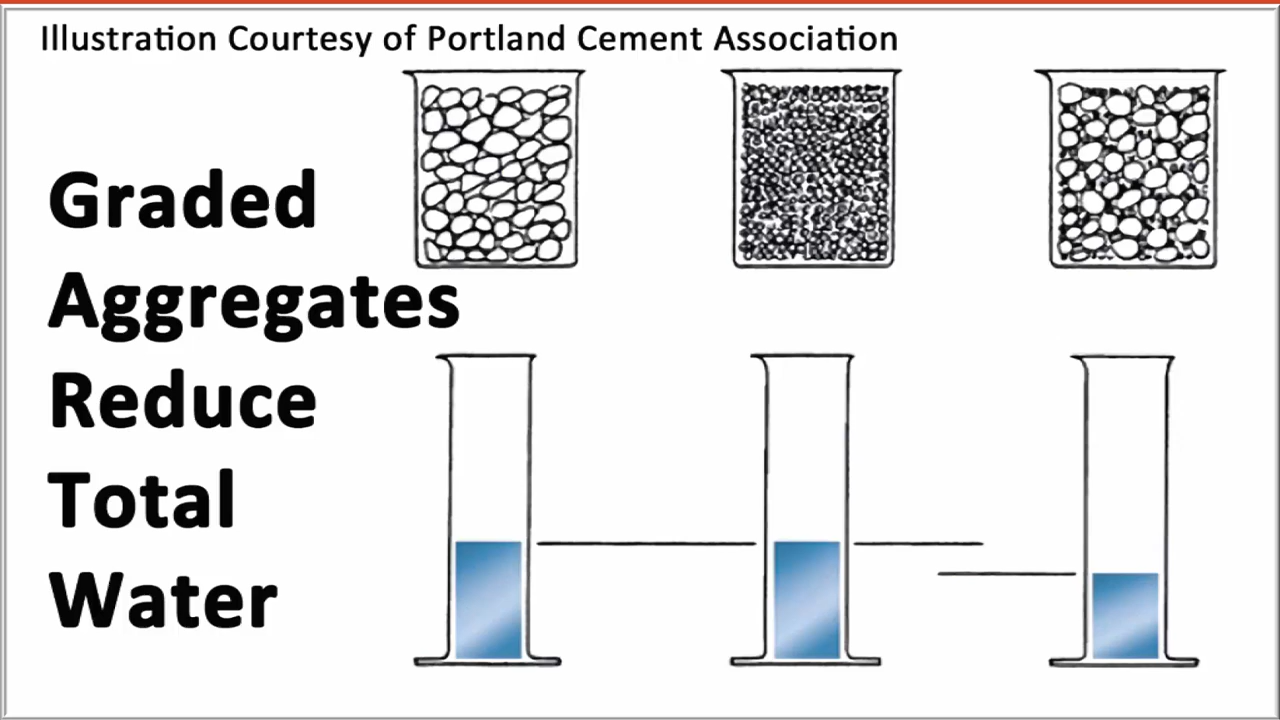 Illustration Courtesy of Portland Cement Association
Graded
Aggregates
Reduce
Total
Water